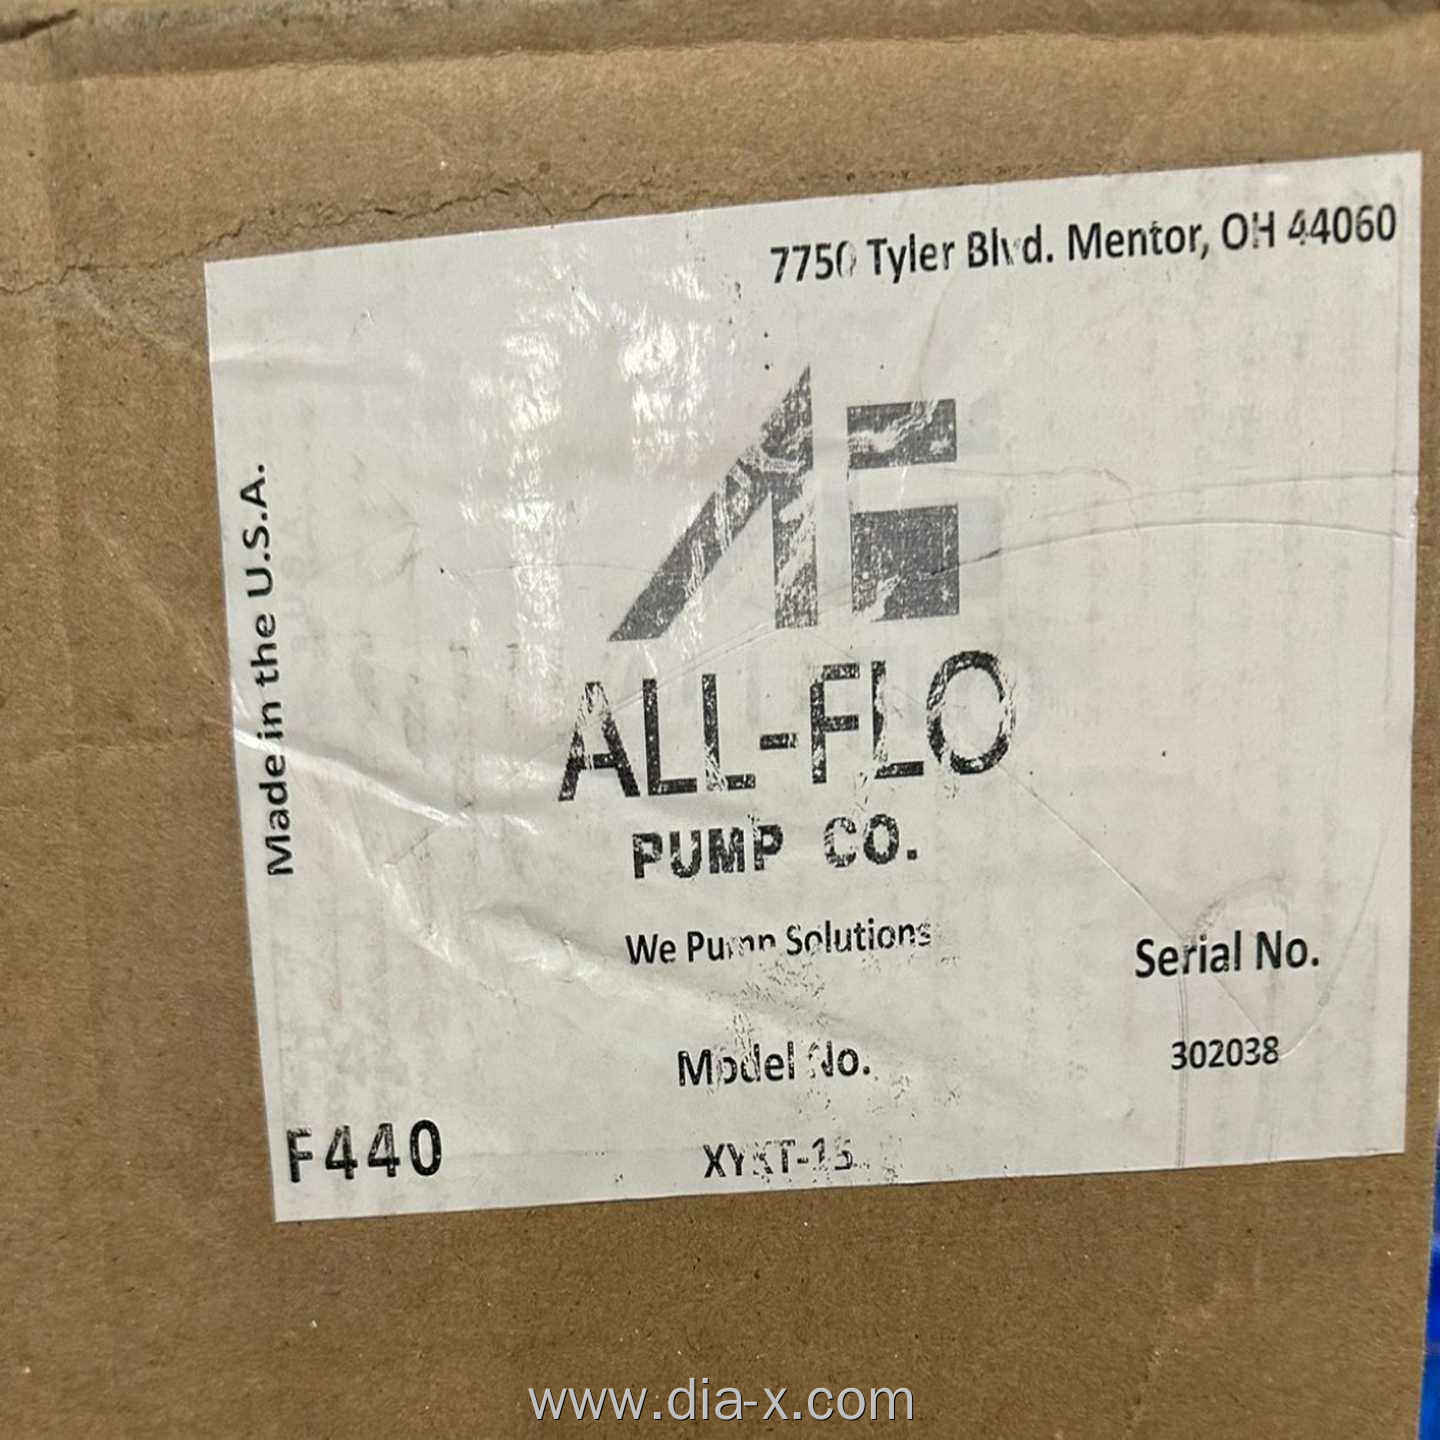 7750 Tyler Blvd. Mentor, OH 44060
Made in the U.S.A.
AF
ALL-FLO
PUMP CO.
We Pump Solutions
Serial No.
302038
Model No.
F440
www.dia-x.com